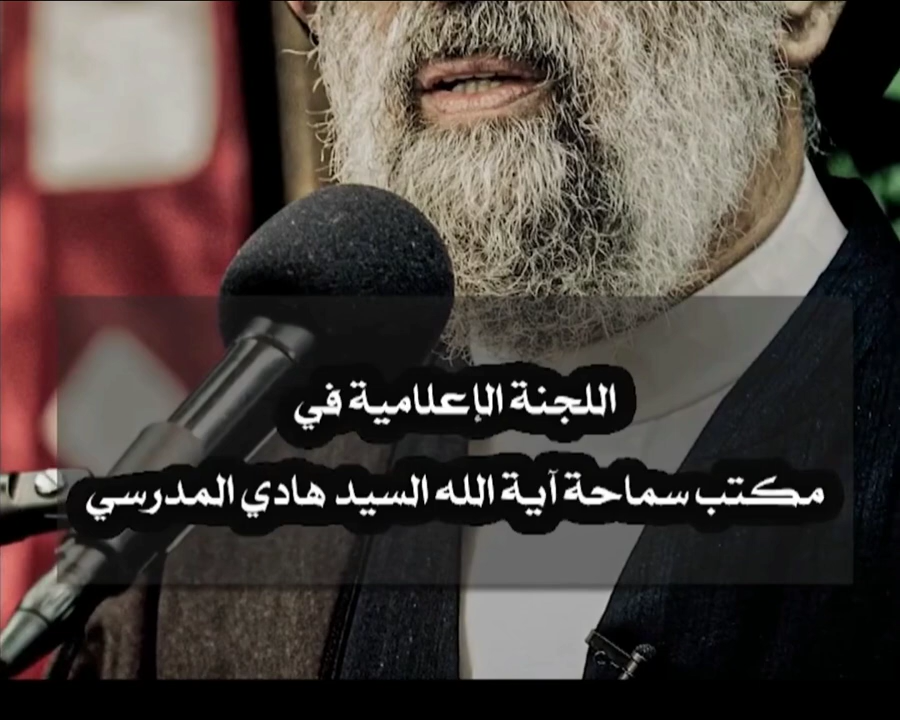 اللجنة الإعلامية في
مكتب سماحة آية الله السيد هادي المدرسي